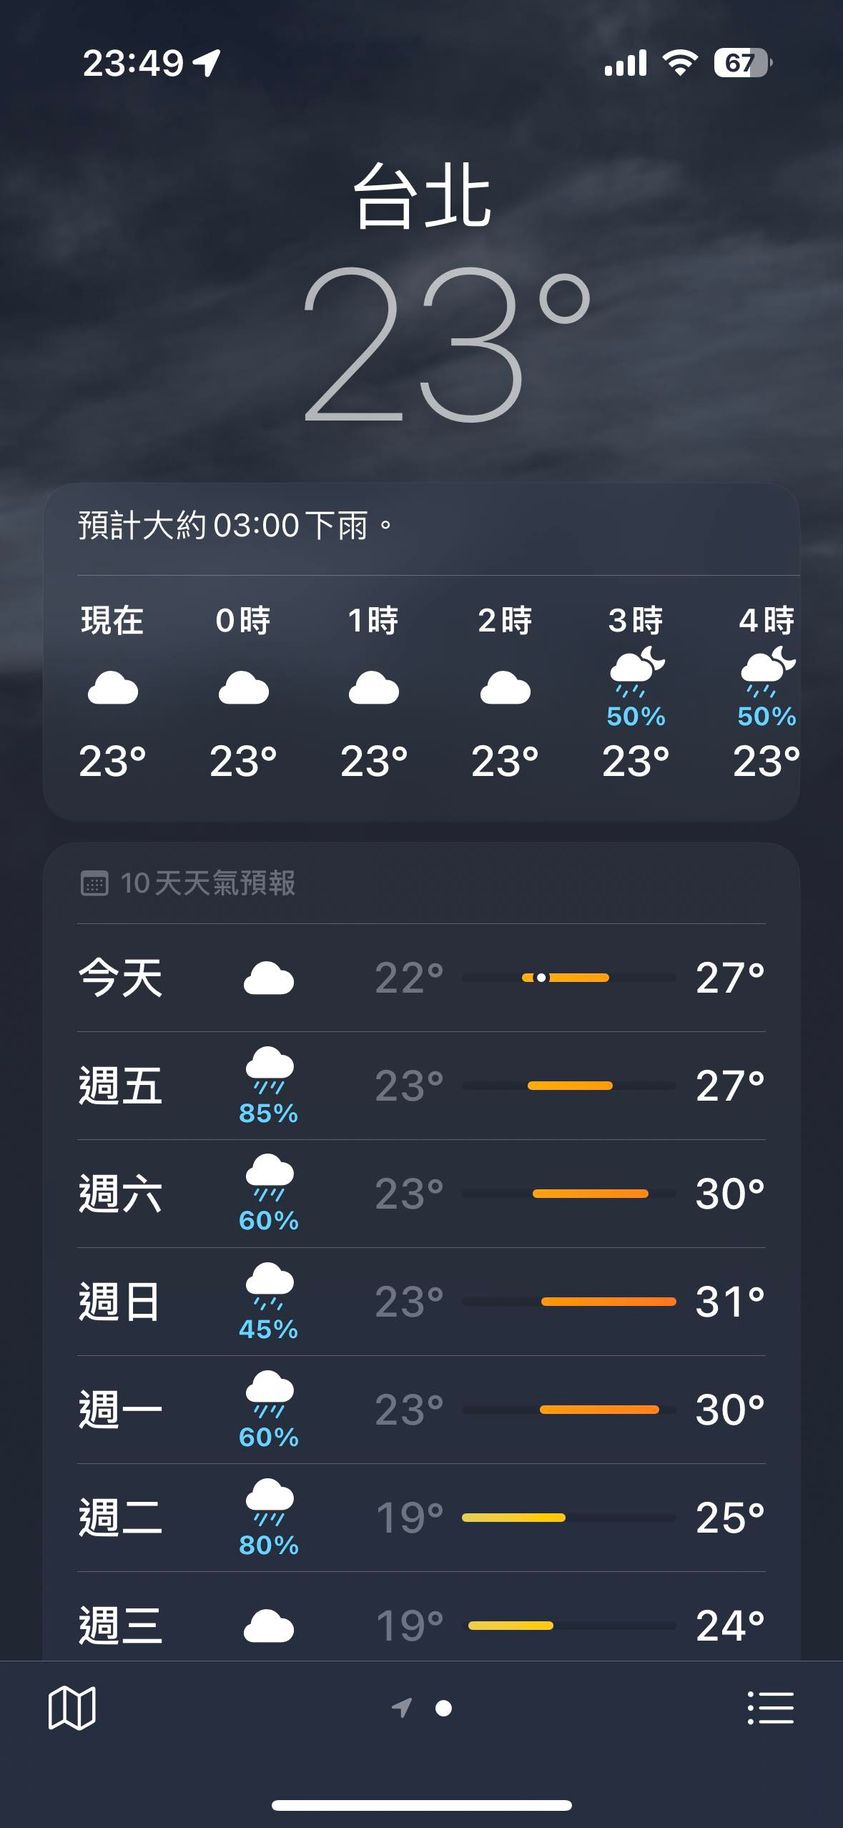 23:49
67
台北
23°
預計大約 03:00 下雨。
現在 0時 1時 2時 3時 4時
50% 50%
23° 23° 23° 23° 23° 23°
10 天天氣預報
今天 22° 27°
週五 85% 23° 27°
週六 60% 23° 30°
週日 45% 23° 31°
週一 60% 23° 30°
週二 80% 19° 25°
週三 19° 24°